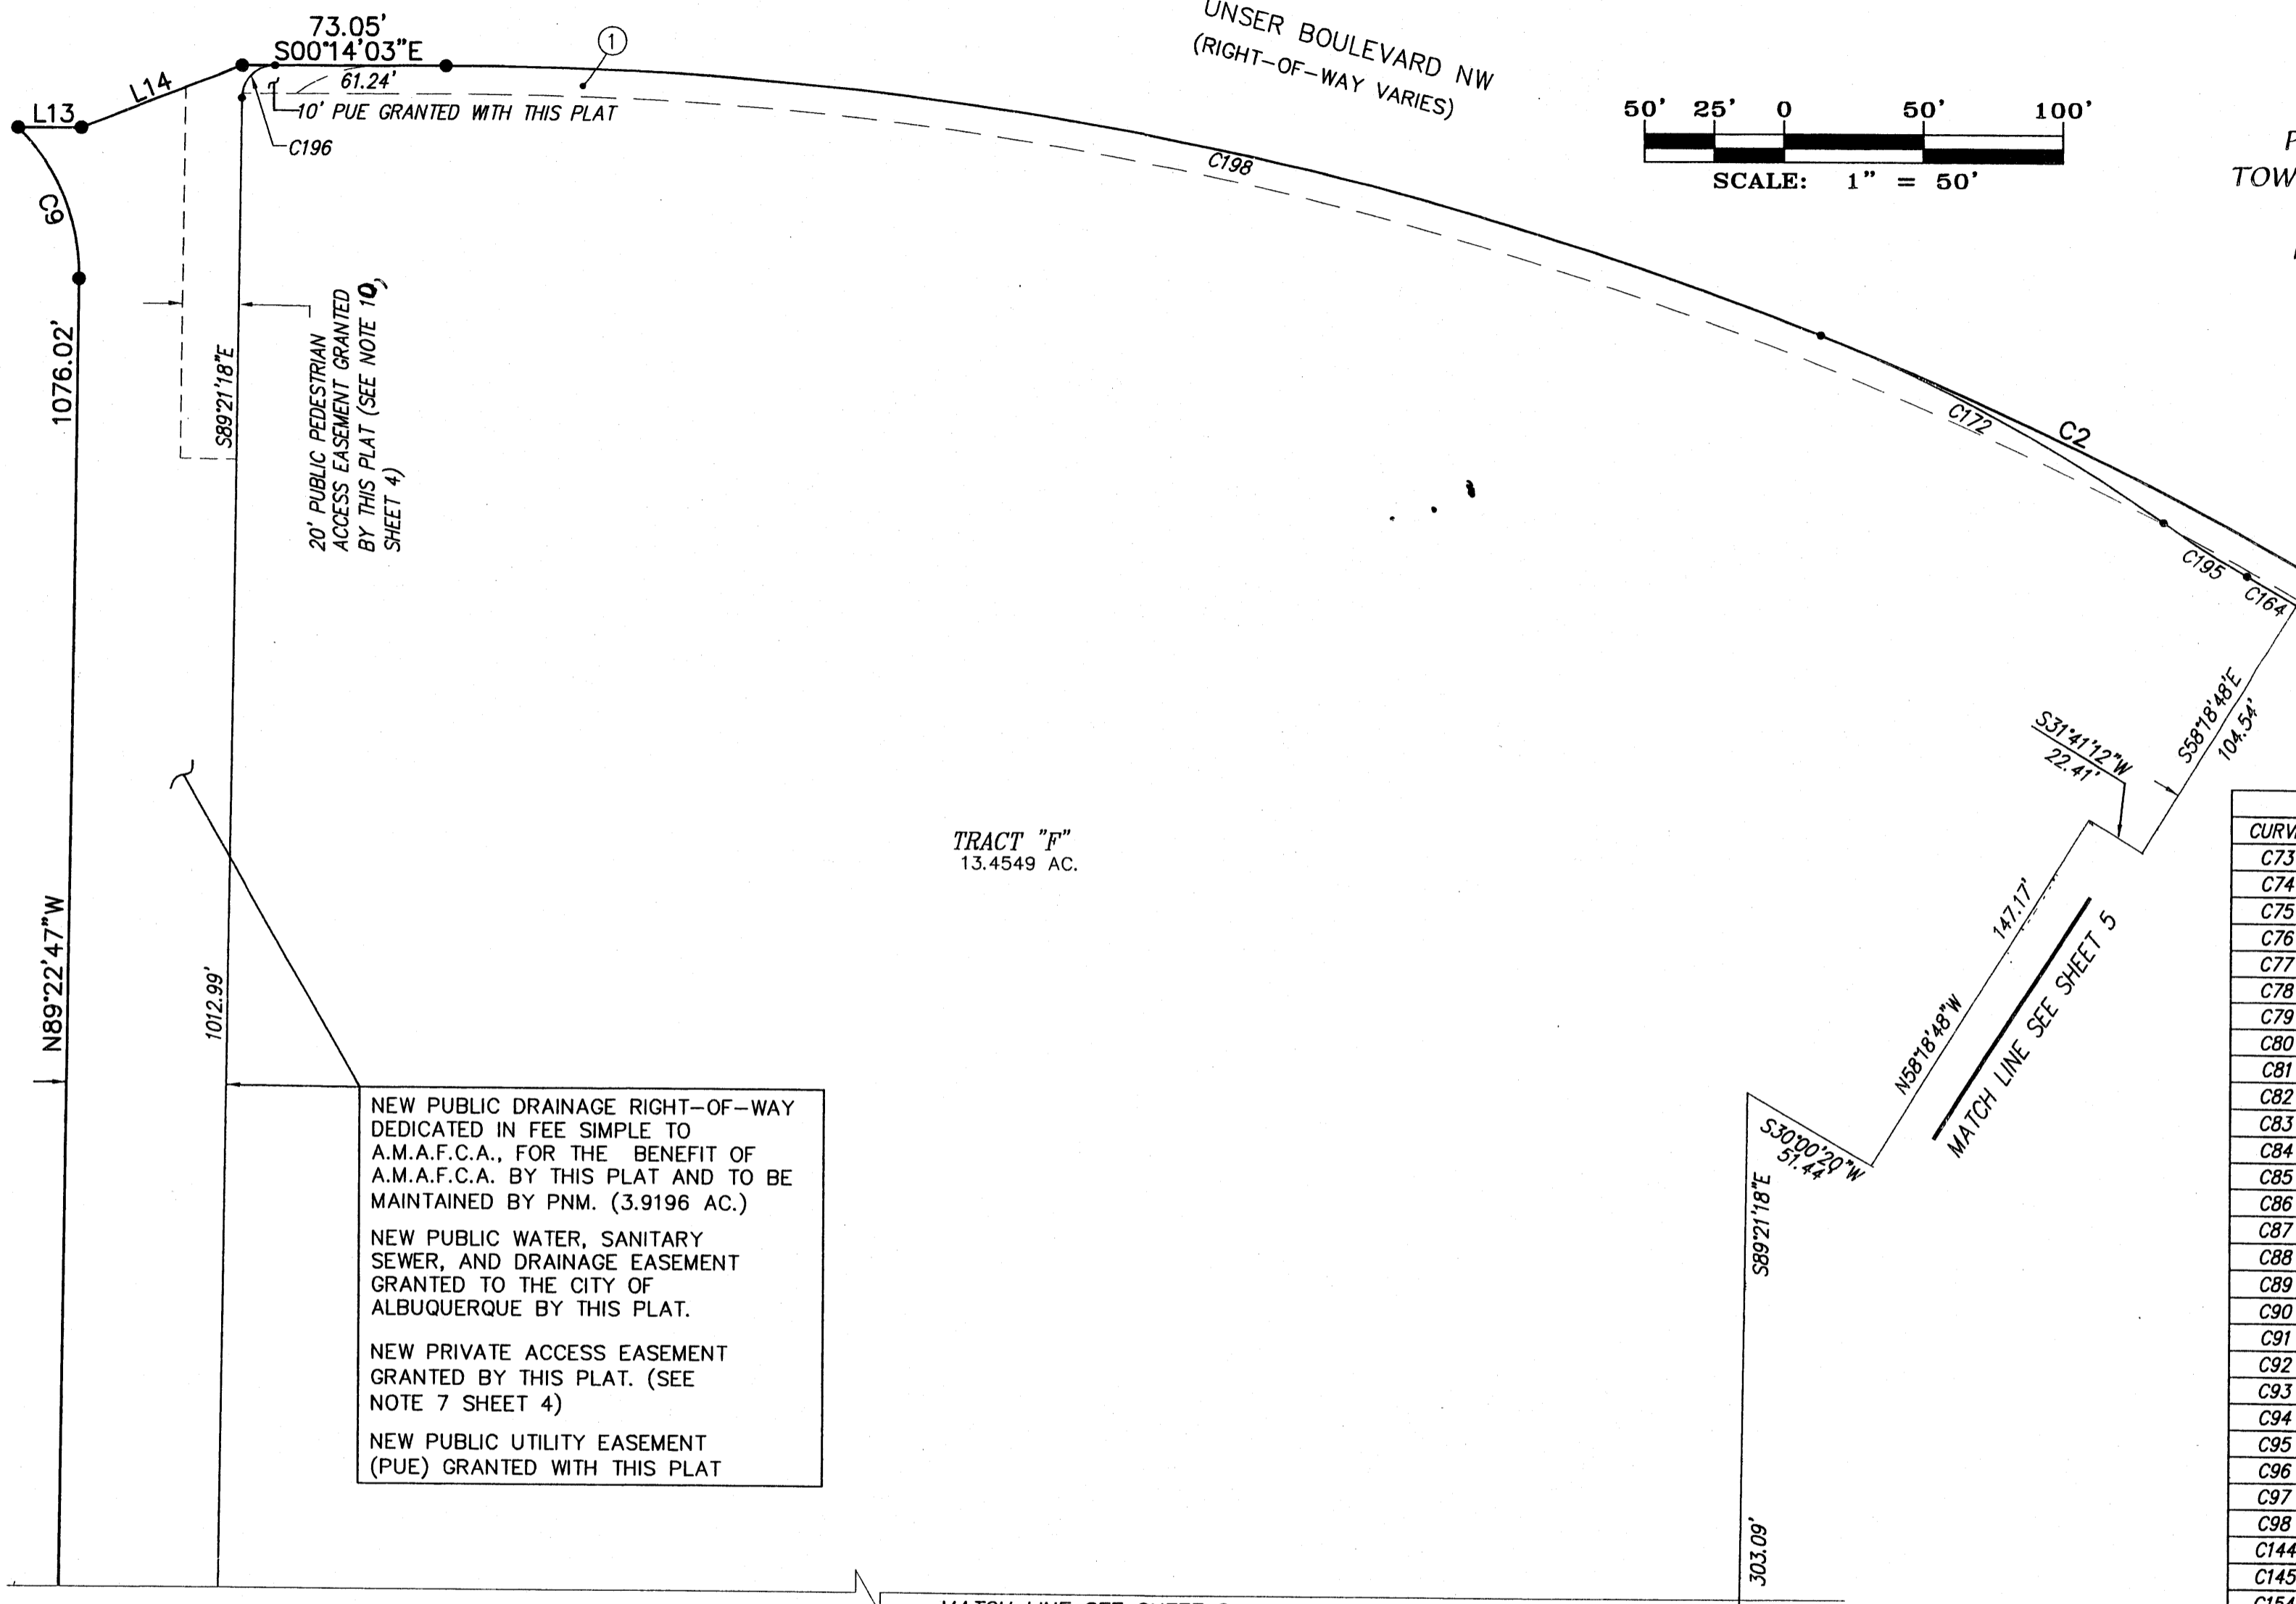 73.05'
S00°14'03"E
61.24'
1
L14
L13
10' PUE GRANTED WITH THIS PLAT
C196
C9
UNSER BOULEVARD NW
(RIGHT-OF-WAY VARIES)
C198
50' 25' 0 50' 100'
SCALE: 1" = 50'
TOW
1076.02'
S89°21'18"E
20' PUBLIC PEDESTRIAN
ACCESS EASEMENT GRANTED
BY THIS PLAT (SEE NOTE 10,
SHEET 4)
C172
C2
C195
C164
S58°18'48'E
104.54'
S31°41'12"W
22.41'
TRACT "F"
13.4549 AC.
147.17'
N58°18'48"W
MATCH LINE SEE SHEET 5
N89°22'47"W
1012.99'
S30°00'20"W
51.44'
S89°21'18"E
303.09'
NEW PUBLIC DRAINAGE RIGHT-OF-WAY
DEDICATED IN FEE SIMPLE TO
A.M.A.F.C.A., FOR THE BENEFIT OF
A.M.A.F.C.A. BY THIS PLAT AND TO BE
MAINTAINED BY PNM. (3.9196 AC.)
NEW PUBLIC WATER, SANITARY
SEWER, AND DRAINAGE EASEMENT
GRANTED TO THE CITY OF
ALBUQUERQUE BY THIS PLAT.
NEW PRIVATE ACCESS EASEMENT
GRANTED BY THIS PLAT. (SEE
NOTE 7 SHEET 4)
NEW PUBLIC UTILITY EASEMENT
(PUE) GRANTED WITH THIS PLAT
CURV
C73
C74
C75
C76
C77
C78
C79
C80
C81
C82
C83
C84
C85
C86
C87
C88
C89
C90
C91
C92
C93
C94
C95
C96
C97
C98
C144
C145
C154
MATCH LINE SEE SHEET